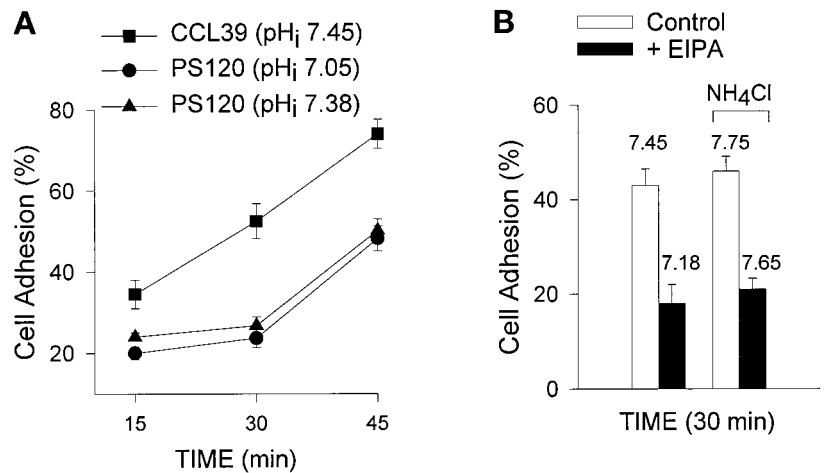 A
CCL39 (pHi 7.45)
PS120 (pHi 7.05)
PS120 (pHi 7.38)
80
60
40
20
Cell Adhesion (%)
15 30 45
TIME (min)
B
Control
+ EIPA
NH4Cl
60
40
20
0
Cell Adhesion (%)
7.45 7.75
7.18 7.65
TIME (30 min)